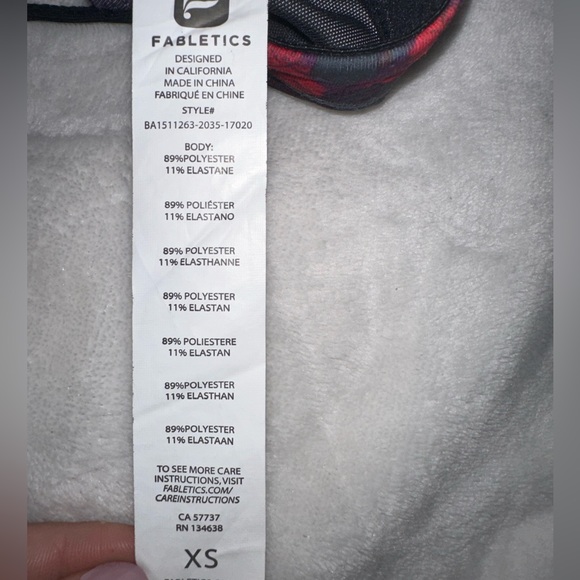 FABLETICS
DESIGNED
IN CALIFORNIA
MADE IN CHINA
FABRIQUÉ EN CHINE
STYLE#
BA1511263-2035-17020
BODY:
89%POLYESTER
11% ELASTANE
89% POLIÉSTER
11% ELASTANO
89% POLYESTER
11% ELASTHANNE
89% POLYESTER
11% ELASTAN
89% POLIESTERE
11% ELASTAN
89%POLYESTER
11% ELASTHAN
89%POLYESTER
11% ELASTAAN
TO SEE MORE CARE
INSTRUCTIONS, VISIT
FABLETICS.COM/
CAREINSTRUCTIONS
CA 57737
RN 134638
XS